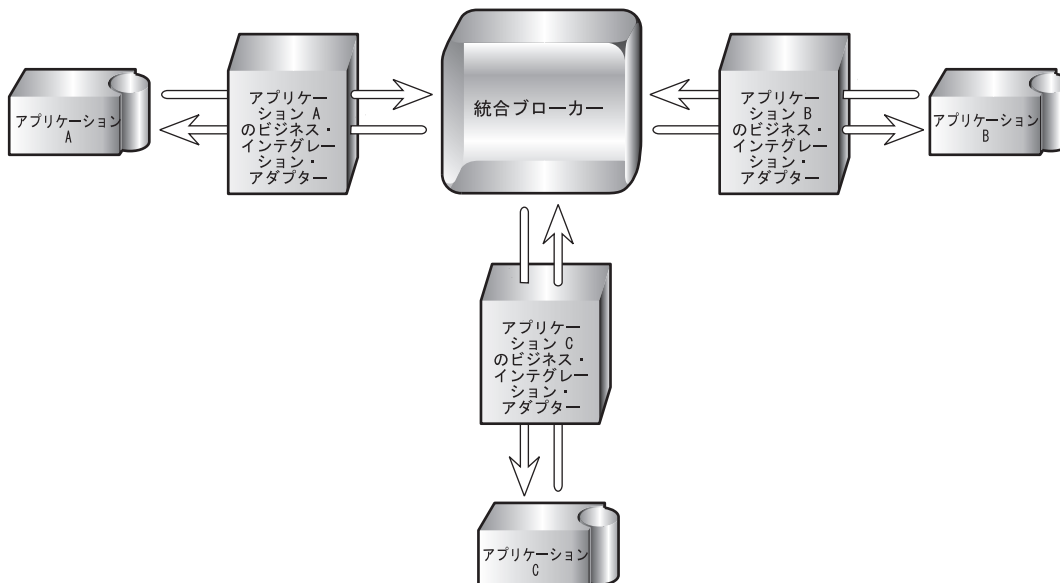 アプリケーション
A
アプリケー
ション A
のビジネス・
インテグレー
ション・
アダプター
統合ブローカー
アプリケー
ション B
のビジネス・
インテグレー
ション・
アダプター
アプリケーション
B
アプリケー
ション C
のビジネス・
インテグレー
ション・
アダプター
アプリケーション
C